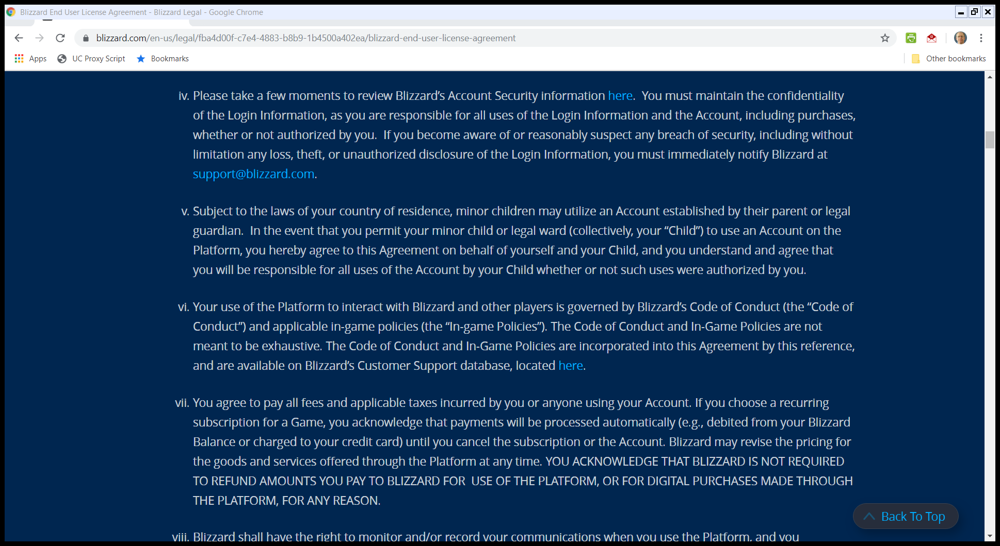 Blizzard End User License Agreement - Blizzard Legal - Google Chrome
blizzard.com/en-us/legal/fba4d00f-c7e4-4883-b8b9-1b4500a402ea/blizzard-end-user-license-agreement
Apps UC Proxy Script Bookmarks Other bookmarks
iv. Please take a few moments to review Blizzard’s Account Security information here.  You must maintain the confidentiality
of the Login Information, as you are responsible for all uses of the Login Information and the Account, including purchases,
whether or not authorized by you.  If you become aware of or reasonably suspect any breach of security, including without
limitation any loss, theft, or unauthorized disclosure of the Login Information, you must immediately notify Blizzard at
support@blizzard.com.
v. Subject to the laws of your country of residence, minor children may utilize an Account established by their parent or legal
guardian.  In the event that you permit your minor child or legal ward (collectively, your “Child”) to use an Account on the
Platform, you hereby agree to this Agreement on behalf of yourself and your Child, and you understand and agree that
you will be responsible for all uses of the Account by your Child whether or not such uses were authorized by you.
vi. Your use of the Platform to interact with Blizzard and other players is governed by Blizzard’s Code of Conduct (the “Code of
Conduct”) and applicable in-game policies (the “In-game Policies”). The Code of Conduct and In-Game Policies are not
meant to be exhaustive. The Code of Conduct and In-Game Policies are incorporated into this Agreement by this reference,
and are available on Blizzard’s Customer Support database, located here.
vii. You agree to pay all fees and applicable taxes incurred by you or anyone using your Account. If you choose a recurring
subscription for a Game, you acknowledge that payments will be processed automatically (e.g., debited from your Blizzard
Balance or charged to your credit card) until you cancel the subscription or the Account. Blizzard may revise the pricing for
the goods and services offered through the Platform at any time. YOU ACKNOWLEDGE THAT BLIZZARD IS NOT REQUIRED
TO REFUND AMOUNTS YOU PAY TO BLIZZARD FOR  USE OF THE PLATFORM, OR FOR DIGITAL PURCHASES MADE THROUGH
THE PLATFORM, FOR ANY REASON.
Back To Top
viii. Blizzard shall have the right to monitor and/or record your communications when you use the Platform, and you